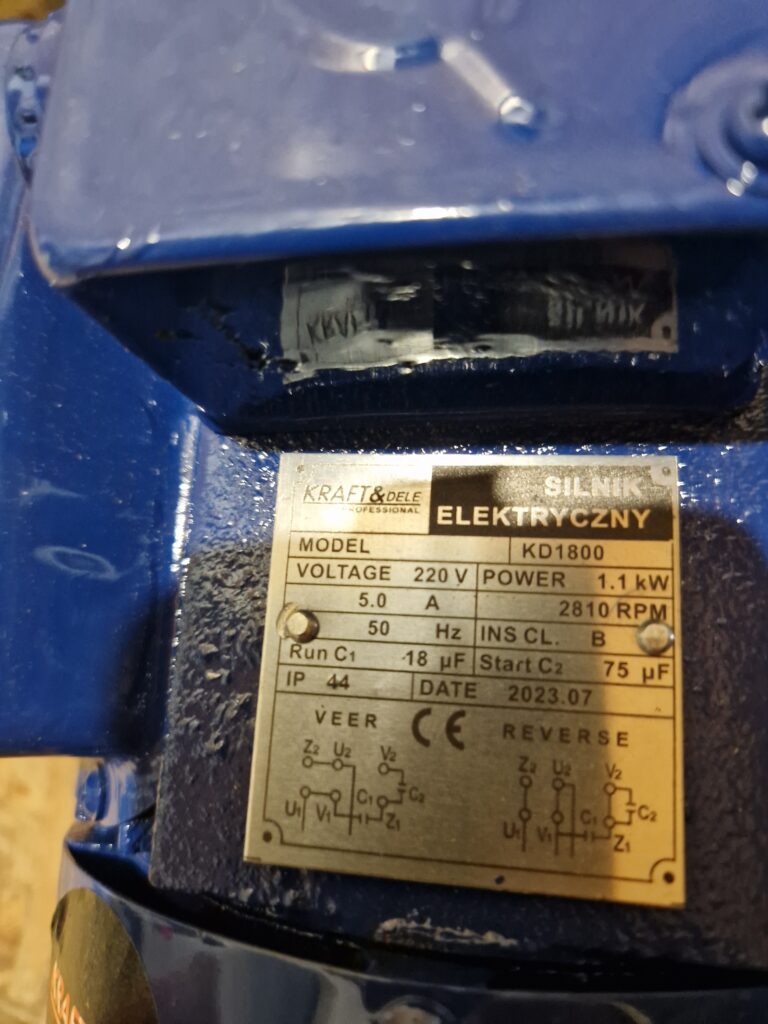 KRAFT&DELE SILNIK
PROFESSIONAL ELEKTRYCZNY
MODEL KD1800
VOLTAGE 220 V POWER 1.1 kW
5.0 A 2810 RPM
50 Hz INS CL. B
Run C1 18 µF Start C2 75 µF
IP 44 DATE 2023.07
VEER CE REVERSE
Z2 U2 V2 Z2 U2 V2
U1 V1 C1 C2 Z1 U1 V1 C1 C2 Z1
KRAFT